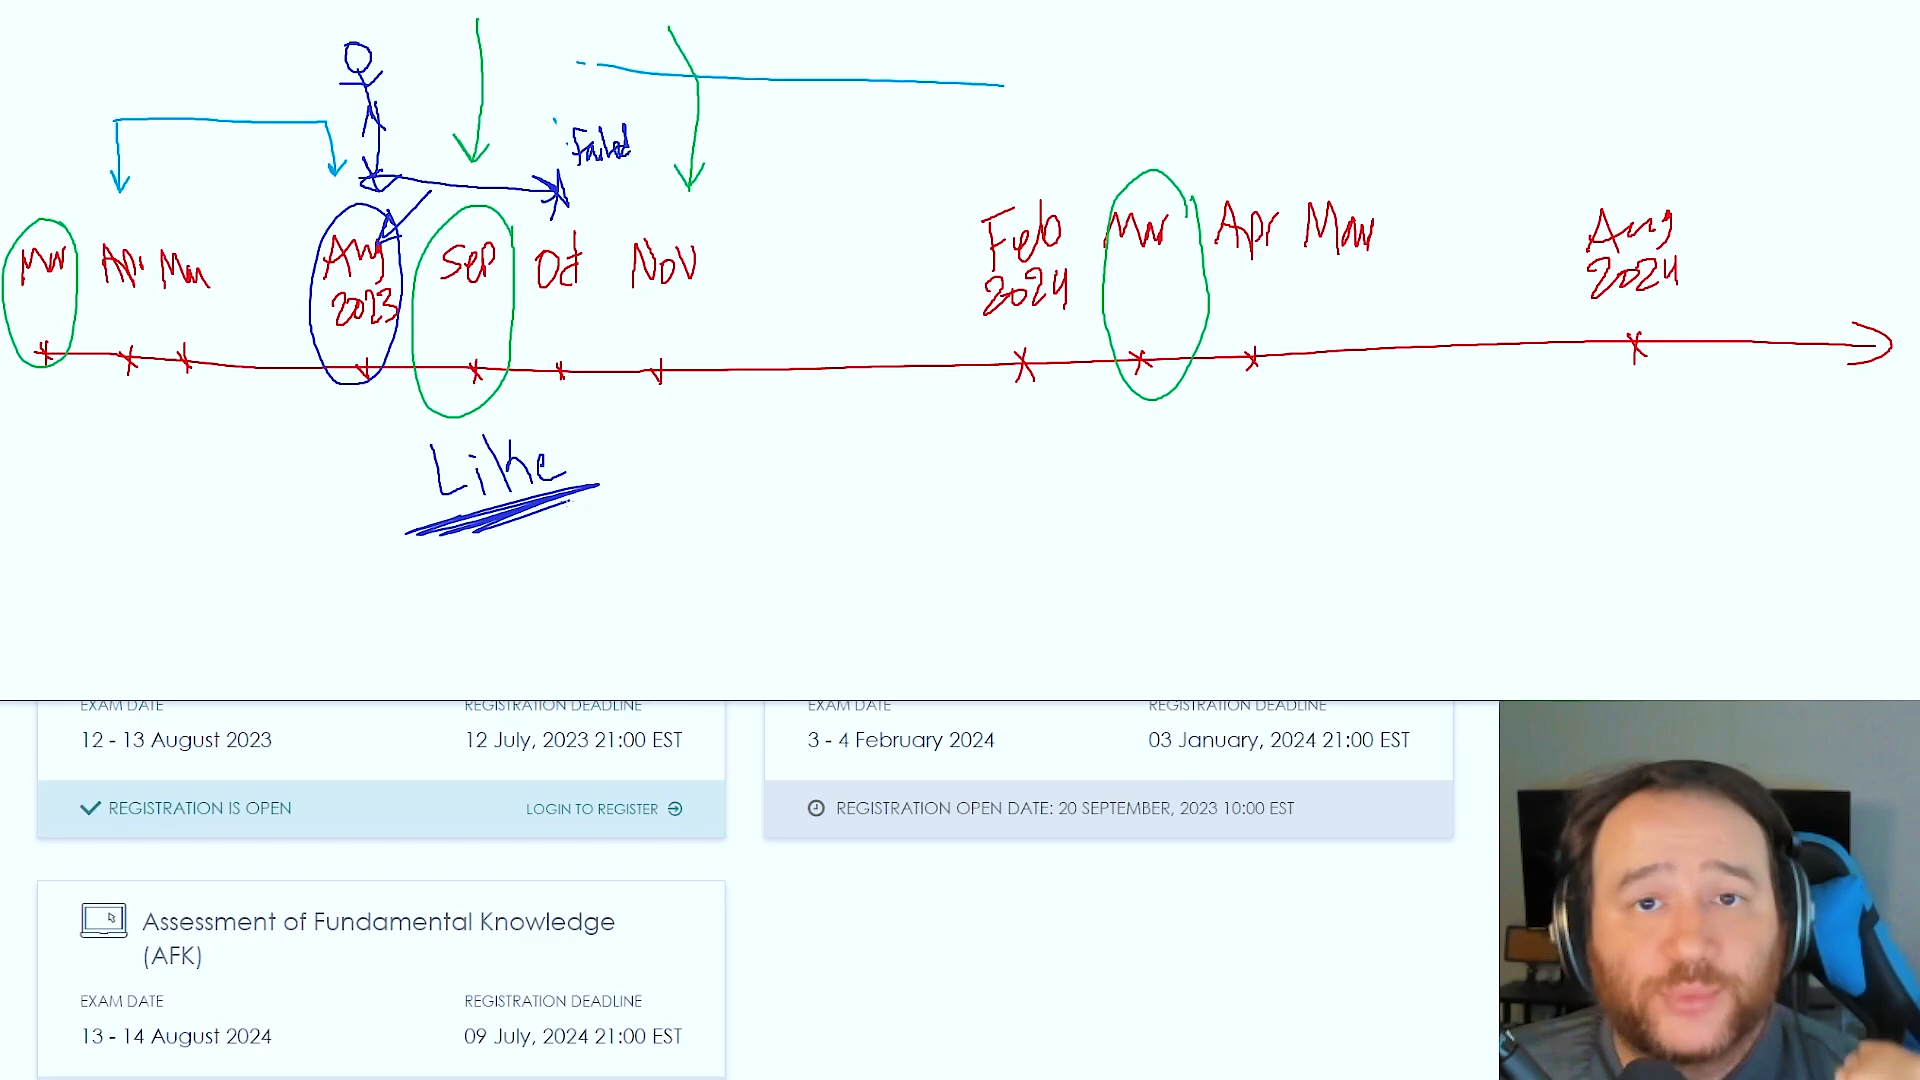 Failed
Mar Apr May Aug Sep Oct Nov Feb Mar Apr May Aug
2023 2024 2024
Like
EXAM DATE REGISTRATION DEADLINE EXAM DATE REGISTRATION DEADLINE
12 - 13 August 2023 12 July, 2023 21:00 EST 3 - 4 February 2024 03 January, 2024 21:00 EST
REGISTRATION IS OPEN LOGIN TO REGISTER REGISTRATION OPEN DATE: 20 SEPTEMBER, 2023 10:00 EST
Assessment of Fundamental Knowledge
(AFK)
EXAM DATE REGISTRATION DEADLINE
13 - 14 August 2024 09 July, 2024 21:00 EST